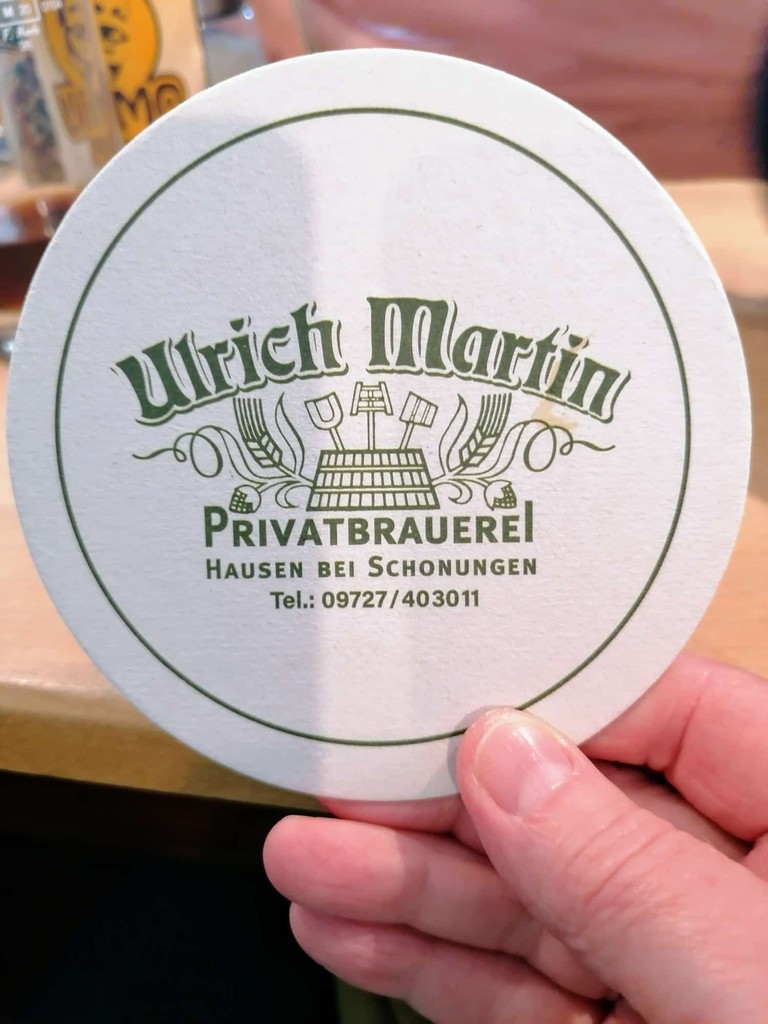 Ulrich Martin
PRIVATBRAUEREI
HAUSEN BEI SCHONUNGEN
Tel.: 09727/403011